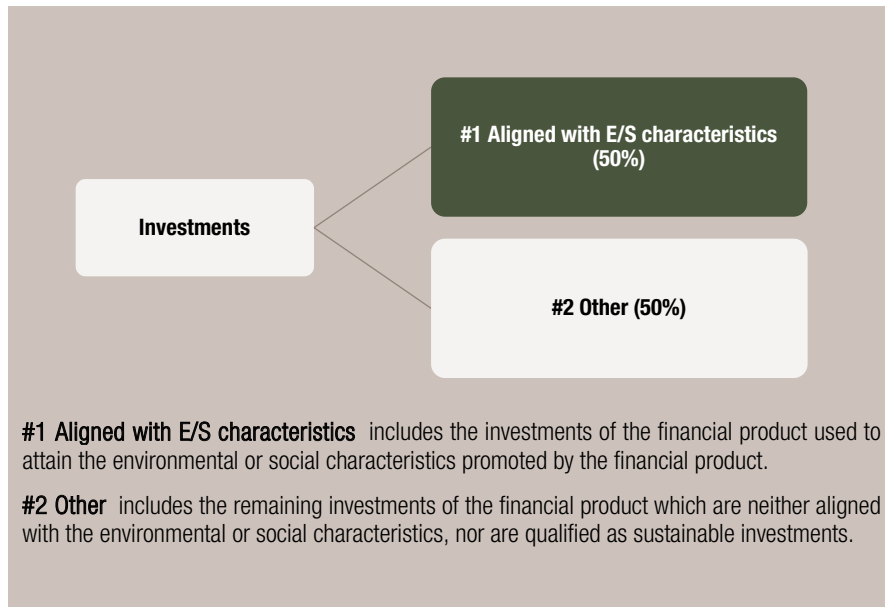 #1 Aligned with E/S characteristics
(50%)
Investments
#2 Other (50%)
#1 Aligned with E/S characteristics includes the investments of the financial product used to
attain the environmental or social characteristics promoted by the financial product.
#2 Other includes the remaining investments of the financial product which are neither aligned
with the environmental or social characteristics, nor are qualified as sustainable investments.